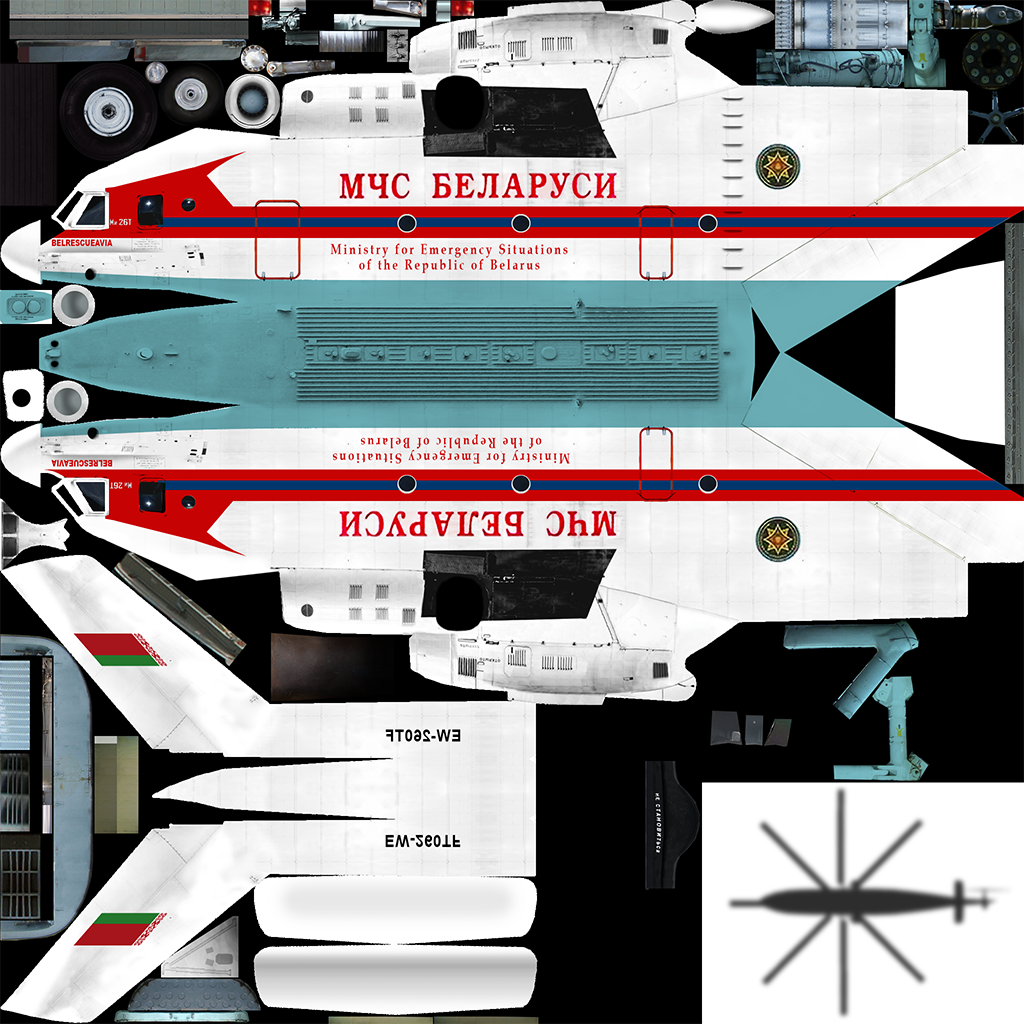 МЧС БЕЛАРУСИ
Ми 26Т
BELRESCUEAVIA
Ministry for Emergency Situations
of the Republic of Belarus
of the Republic of Belarus
Ministry for Emergency Situations
BELRESCUEAVIA
Ми 26Т
МЧС БЕЛАРУСИ
EW-260TF
EW-260TF
НЕ СТАНОВИТЬСЯ